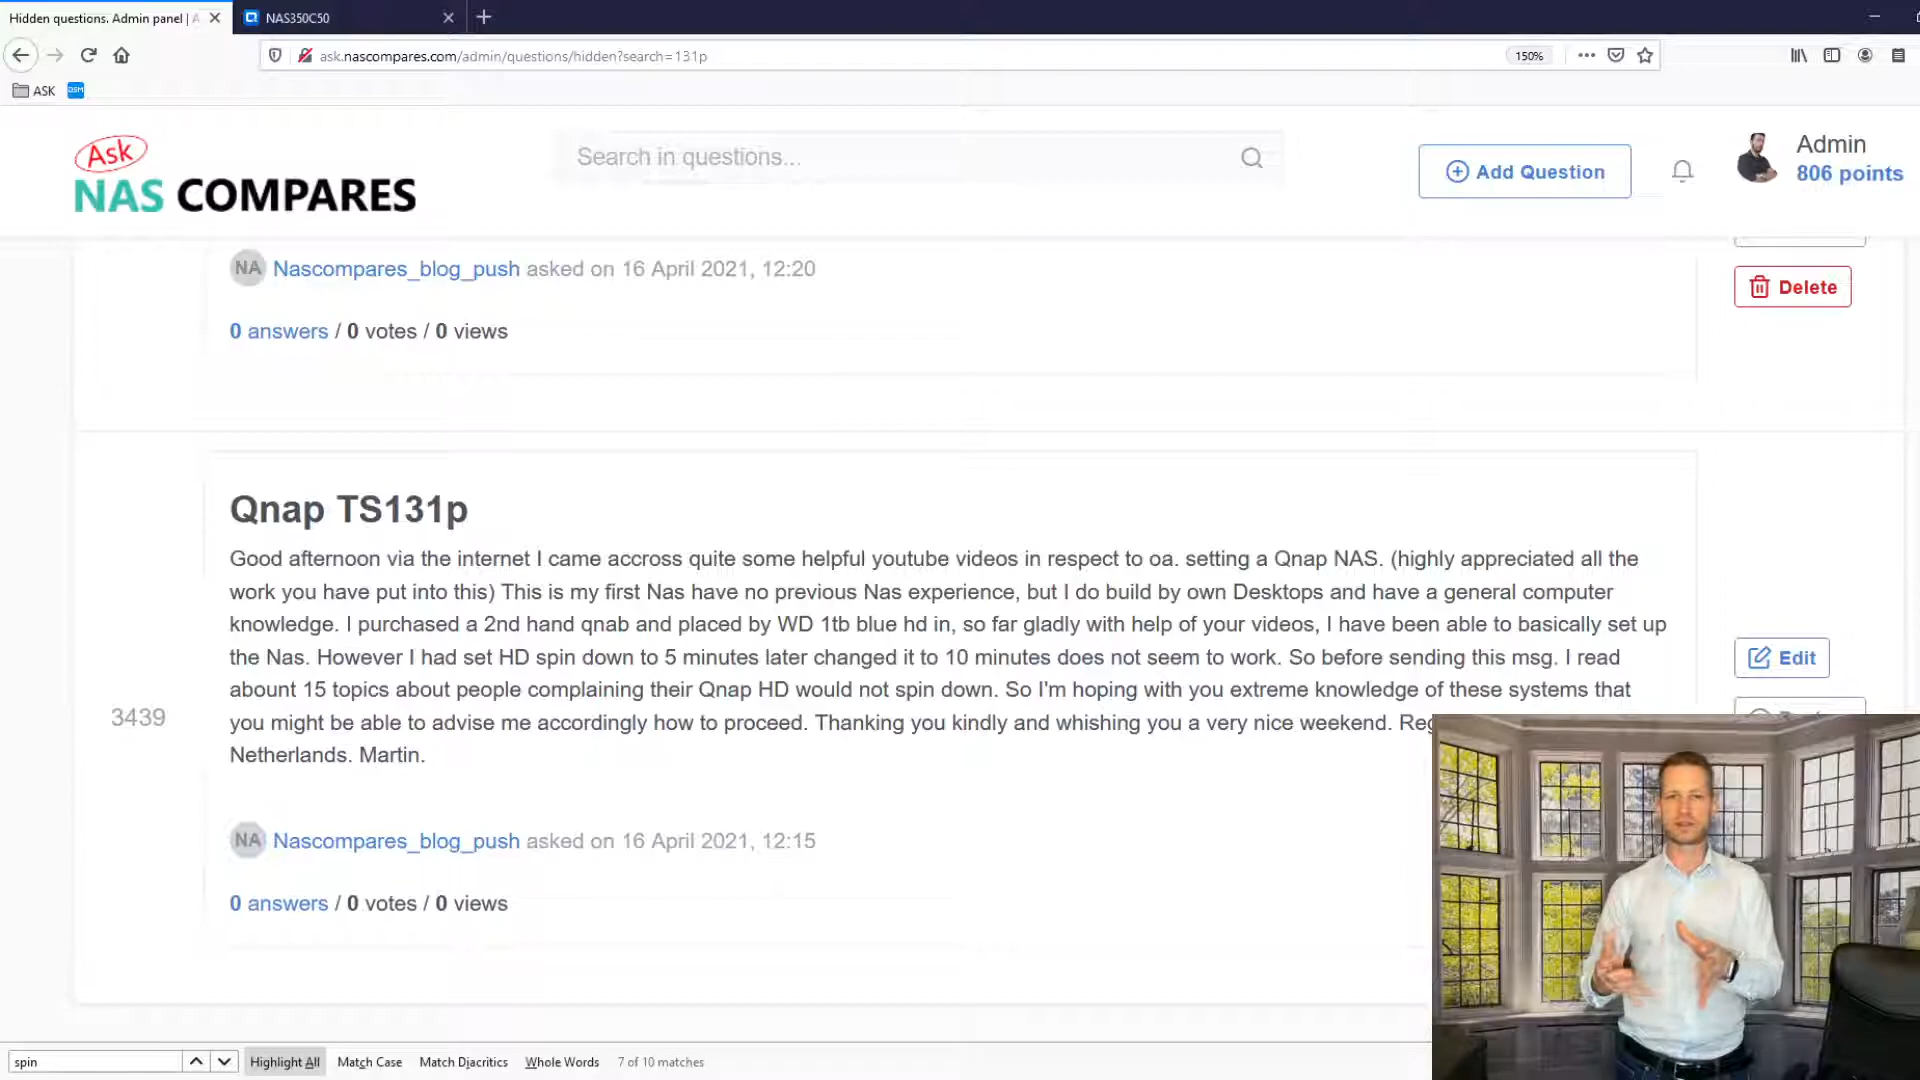 Hidden questions. Admin panel | A
NAS350C50
ask.nascompares.com/admin/questions/hidden?search=131p
150%
ASK
DSM
Ask
NAS COMPARES
Search in questions...
Add Question
Admin
806 points
NA Nascompares_blog_push asked on 16 April 2021, 12:20
Delete
0 answers / 0 votes / 0 views
Qnap TS131p
Good afternoon via the internet I came accross quite some helpful youtube videos in respect to oa. setting a Qnap NAS. (highly appreciated all the
work you have put into this) This is my first Nas have no previous Nas experience, but I do build by own Desktops and have a general computer
knowledge. I purchased a 2nd hand qnab and placed by WD 1tb blue hd in, so far gladly with help of your videos, I have been able to basically set up
the Nas. However I had set HD spin down to 5 minutes later changed it to 10 minutes does not seem to work. So before sending this msg. I read
abount 15 topics about people complaining their Qnap HD would not spin down. So I'm hoping with you extreme knowledge of these systems that
you might be able to advise me accordingly how to proceed. Thanking you kindly and whishing you a very nice weekend. Reg
Netherlands. Martin.
3439
Edit
NA Nascompares_blog_push asked on 16 April 2021, 12:15
0 answers / 0 votes / 0 views
spin
Highlight All
Match Case
Match Diacritics
Whole Words
7 of 10 matches